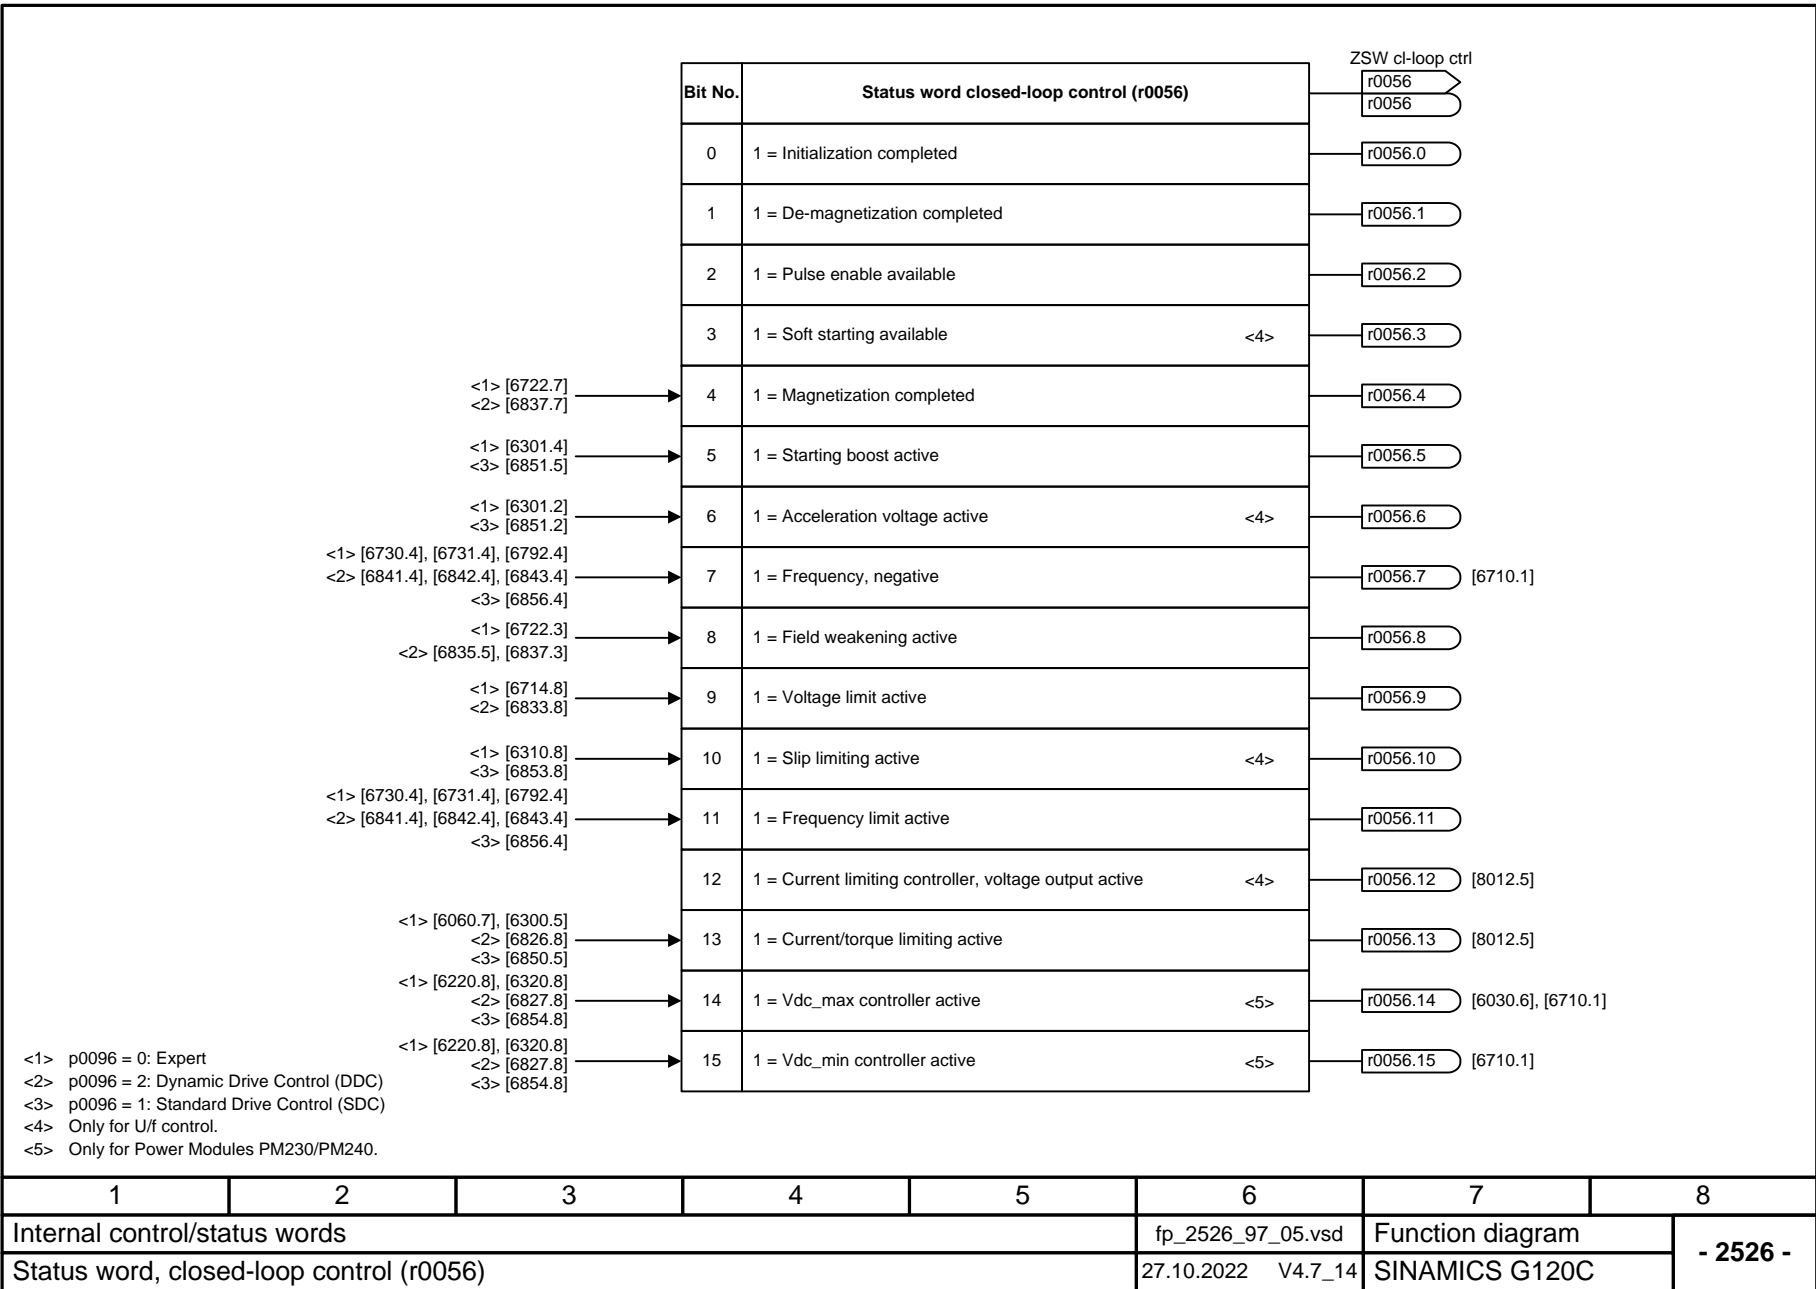 ZSW cl-loop ctrl
Bit No. Status word closed-loop control (r0056) r0056
r0056
0 1 = Initialization completed r0056.0
1 1 = De-magnetization completed r0056.1
2 1 = Pulse enable available r0056.2
3 1 = Soft starting available <4> r0056.3
<1> [6722.7]
<2> [6837.7]
4 1 = Magnetization completed r0056.4
<1> [6301.4]
<3> [6851.5]
5 1 = Starting boost active r0056.5
<1> [6301.2]
<3> [6851.2]
6 1 = Acceleration voltage active <4> r0056.6
<1> [6730.4], [6731.4], [6792.4]
<2> [6841.4], [6842.4], [6843.4]
<3> [6856.4]
7 1 = Frequency, negative r0056.7 [6710.1]
<1> [6722.3]
<2> [6835.5], [6837.3]
8 1 = Field weakening active r0056.8
<1> [6714.8]
<2> [6833.8]
9 1 = Voltage limit active r0056.9
<1> [6310.8]
<3> [6853.8]
10 1 = Slip limiting active <4> r0056.10
<1> [6730.4], [6731.4], [6792.4]
<2> [6841.4], [6842.4], [6843.4]
<3> [6856.4]
11 1 = Frequency limit active r0056.11
12 1 = Current limiting controller, voltage output active <4> r0056.12 [8012.5]
<1> [6060.7], [6300.5]
<2> [6826.8]
<3> [6850.5]
13 1 = Current/torque limiting active r0056.13 [8012.5]
<1> [6220.8], [6320.8]
<2> [6827.8]
<3> [6854.8]
14 1 = Vdc_max controller active <5> r0056.14 [6030.6], [6710.1]
<1> [6220.8], [6320.8]
<2> [6827.8]
<3> [6854.8]
15 1 = Vdc_min controller active <5> r0056.15 [6710.1]
<1> p0096 = 0: Expert
<2> p0096 = 2: Dynamic Drive Control (DDC)
<3> p0096 = 1: Standard Drive Control (SDC)
<4> Only for U/f control.
<5> Only for Power Modules PM230/PM240.
1 2 3 4 5 6 7 8
Internal control/status words fp_2526_97_05.vsd Function diagram
- 2526 -
Status word, closed-loop control (r0056) 27.10.2022 V4.7_14 SINAMICS G120C